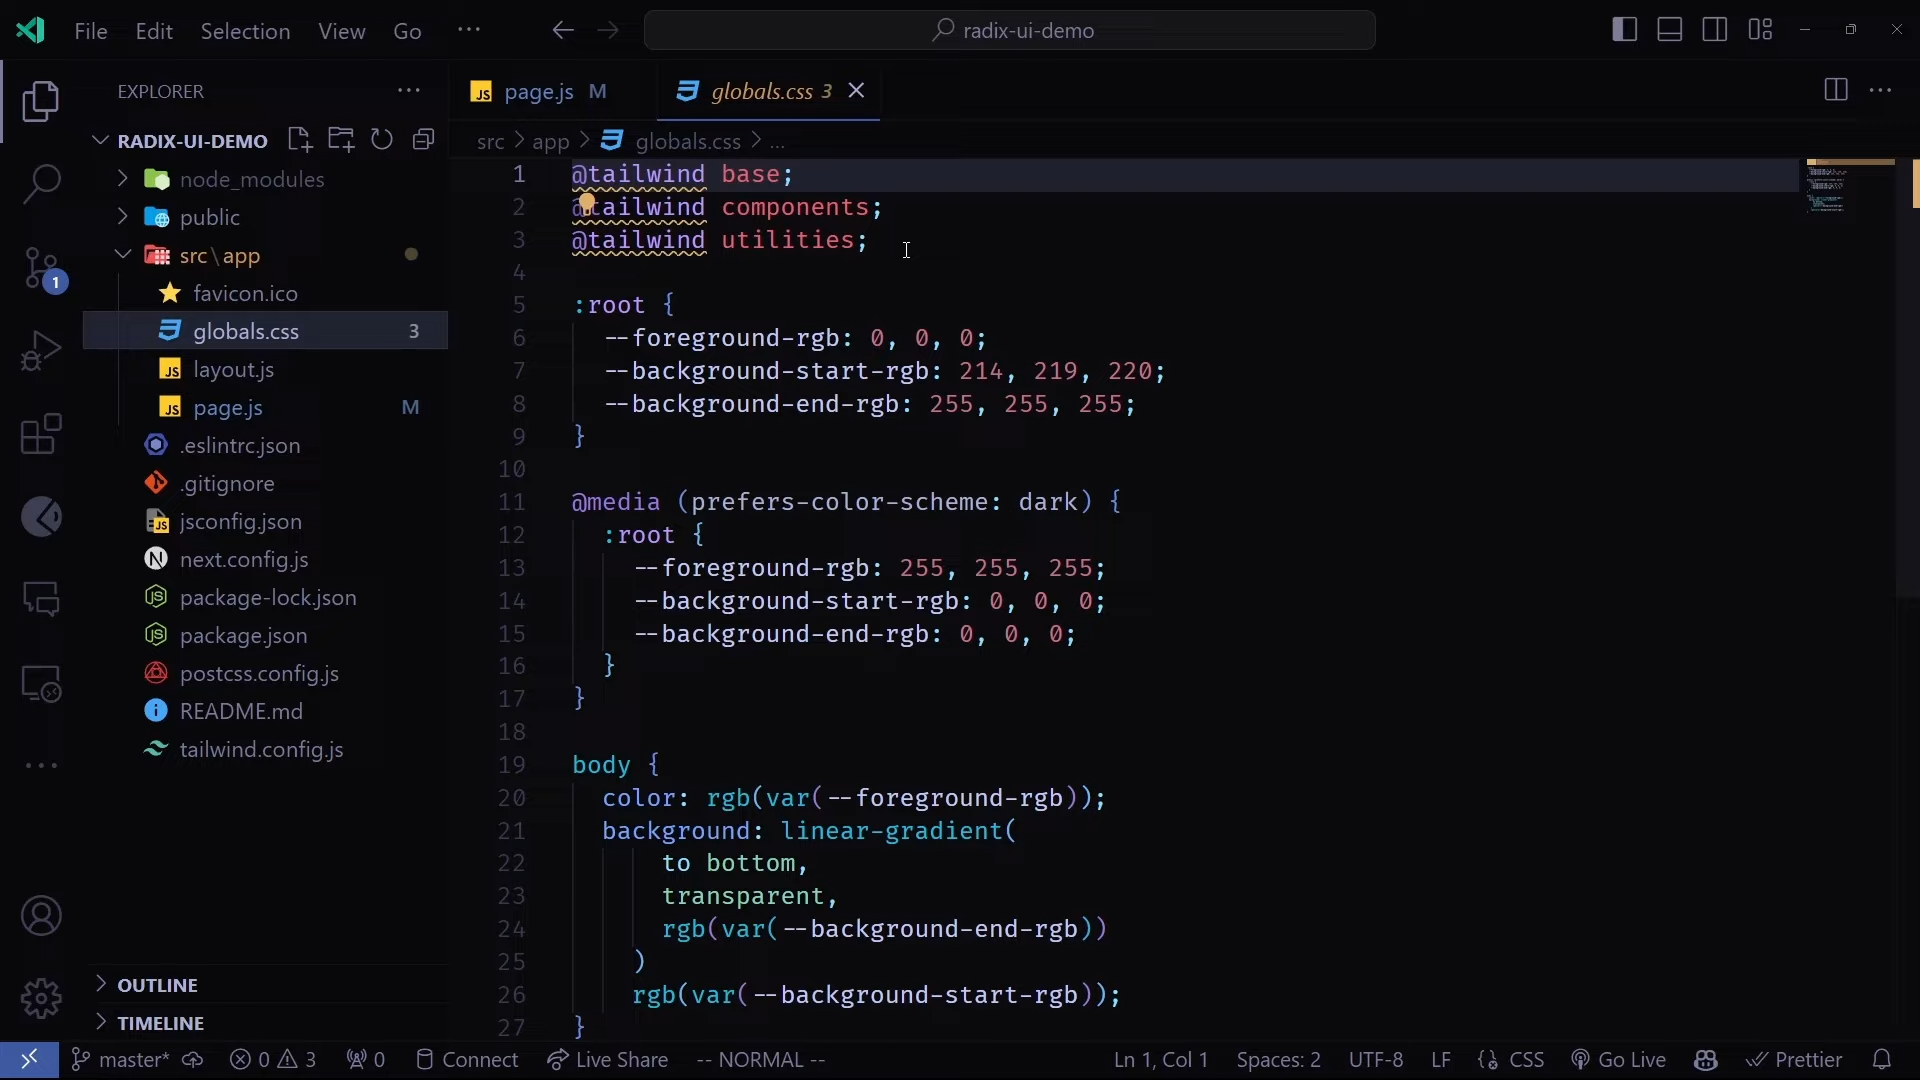 File Edit Selection View Go ... radix-ui-demo
EXPLORER ...
RADIX-UI-DEMO
node_modules
public
src\app
favicon.ico
globals.css 3
layout.js
page.js M
.eslintrc.json
.gitignore
jsconfig.json
next.config.js
package-lock.json
package.json
postcss.config.js
README.md
tailwind.config.js
OUTLINE
TIMELINE
1
page.js M globals.css 3
src > app > globals.css > ...
1 @tailwind base;
2 @tailwind components;
3 @tailwind utilities;
4
5 :root {
6 --foreground-rgb: 0, 0, 0;
7 --background-start-rgb: 214, 219, 220;
8 --background-end-rgb: 255, 255, 255;
9 }
10
11 @media (prefers-color-scheme: dark) {
12 :root {
13 --foreground-rgb: 255, 255, 255;
14 --background-start-rgb: 0, 0, 0;
15 --background-end-rgb: 0, 0, 0;
16 }
17 }
18
19 body {
20 color: rgb(var(--foreground-rgb));
21 background: linear-gradient(
22 to bottom,
23 transparent,
24 rgb(var(--background-end-rgb))
25 )
26 rgb(var(--background-start-rgb));
27 }
master* 0 3 0 Connect Live Share -- NORMAL -- Ln 1, Col 1 Spaces: 2 UTF-8 LF CSS Go Live Prettier